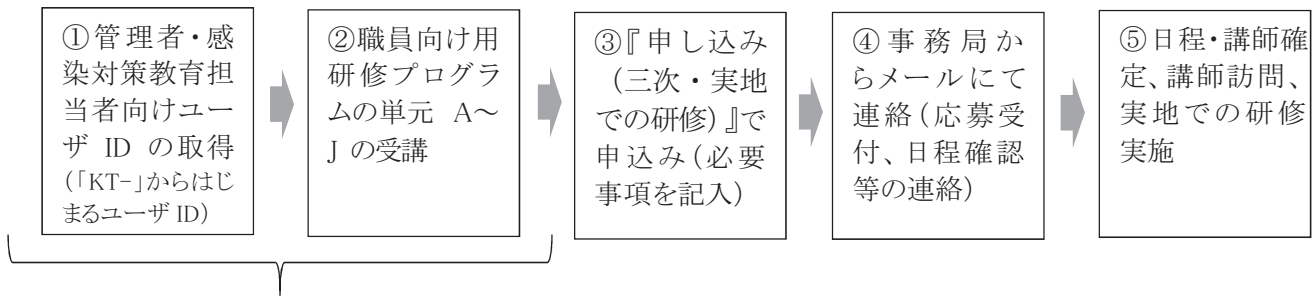 ①管理者・感
染対策教育担
当者向けユー
ザ ID の取得
(「KT-」からはじ
まるユーザ ID)
②職員向け用
研修プログラ
ムの単元 A～
J の受講
③『申し込み
(三次・実地
での研修)』で
申込み(必要
事項を記入)
④事務局か
らメールにて
連絡(応募受
付、日程確認
等の連絡)
⑤日程・講師確
定、講師訪問、
実地での研修
実施